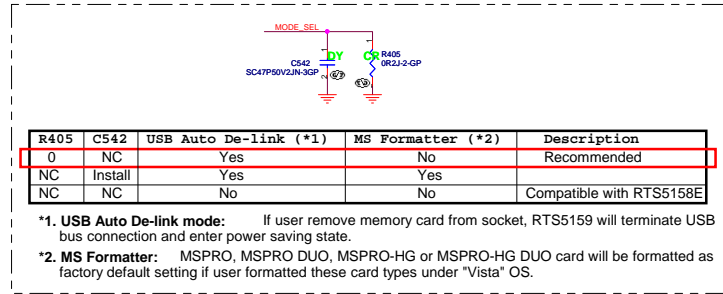 MODE_SEL
DY
CR
C542
SC47P50V2JN-3GP
R405
0R2J-2-GP
1
2
1
R405 C542 USB Auto De-link (*1) MS Formatter (*2) Description
0 NC Yes No Recommended
NC Install Yes Yes
NC NC No No Compatible with RTS5158E
*1. USB Auto De-link mode: If user remove memory card from socket, RTS5159 will terminate USB
bus connection and enter power saving state.
*2. MS Formatter: MSPRO, MSPRO DUO, MSPRO-HG or MSPRO-HG DUO card will be formatted as
factory default setting if user formatted these card types under "Vista" OS.